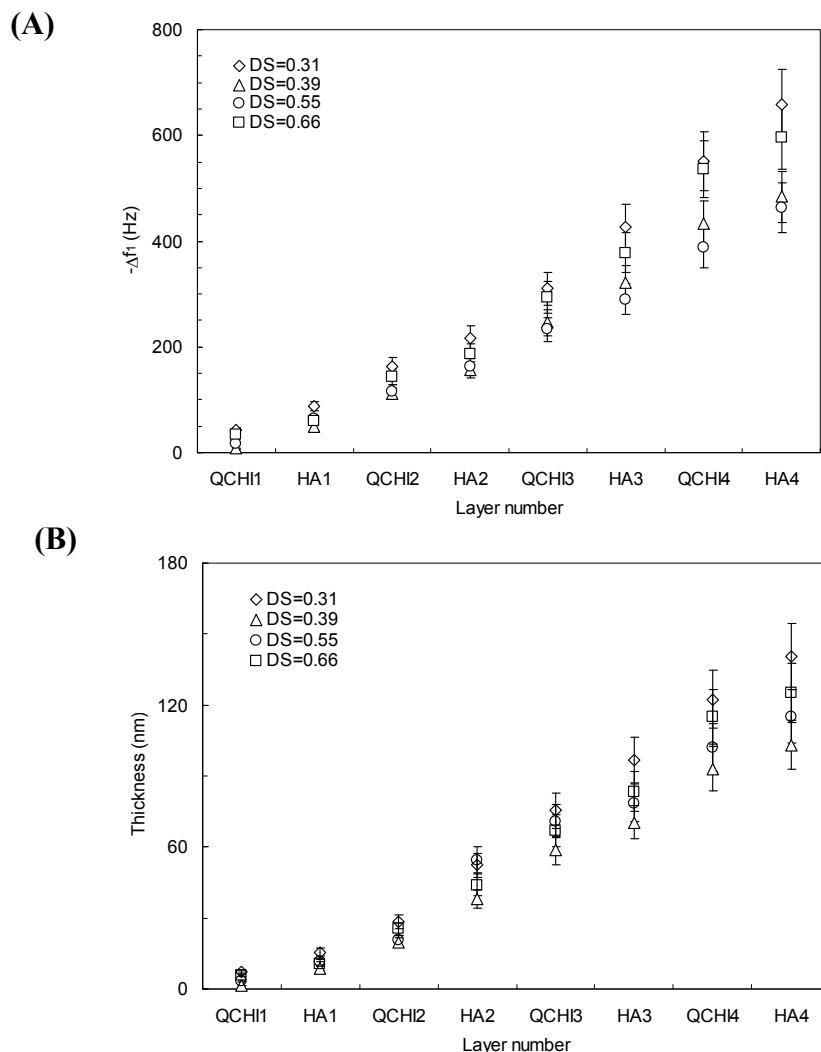 (A)
800
600
400
200
0
-Δf1 (Hz)
DS=0.31
DS=0.39
DS=0.55
DS=0.66
QCHI1 HA1 QCHI2 HA2 QCHI3 HA3 QCHI4 HA4
Layer number
(B)
180
120
60
0
Thickness (nm)
DS=0.31
DS=0.39
DS=0.55
DS=0.66
QCHI1 HA1 QCHI2 HA2 QCHI3 HA3 QCHI4 HA4
Layer number